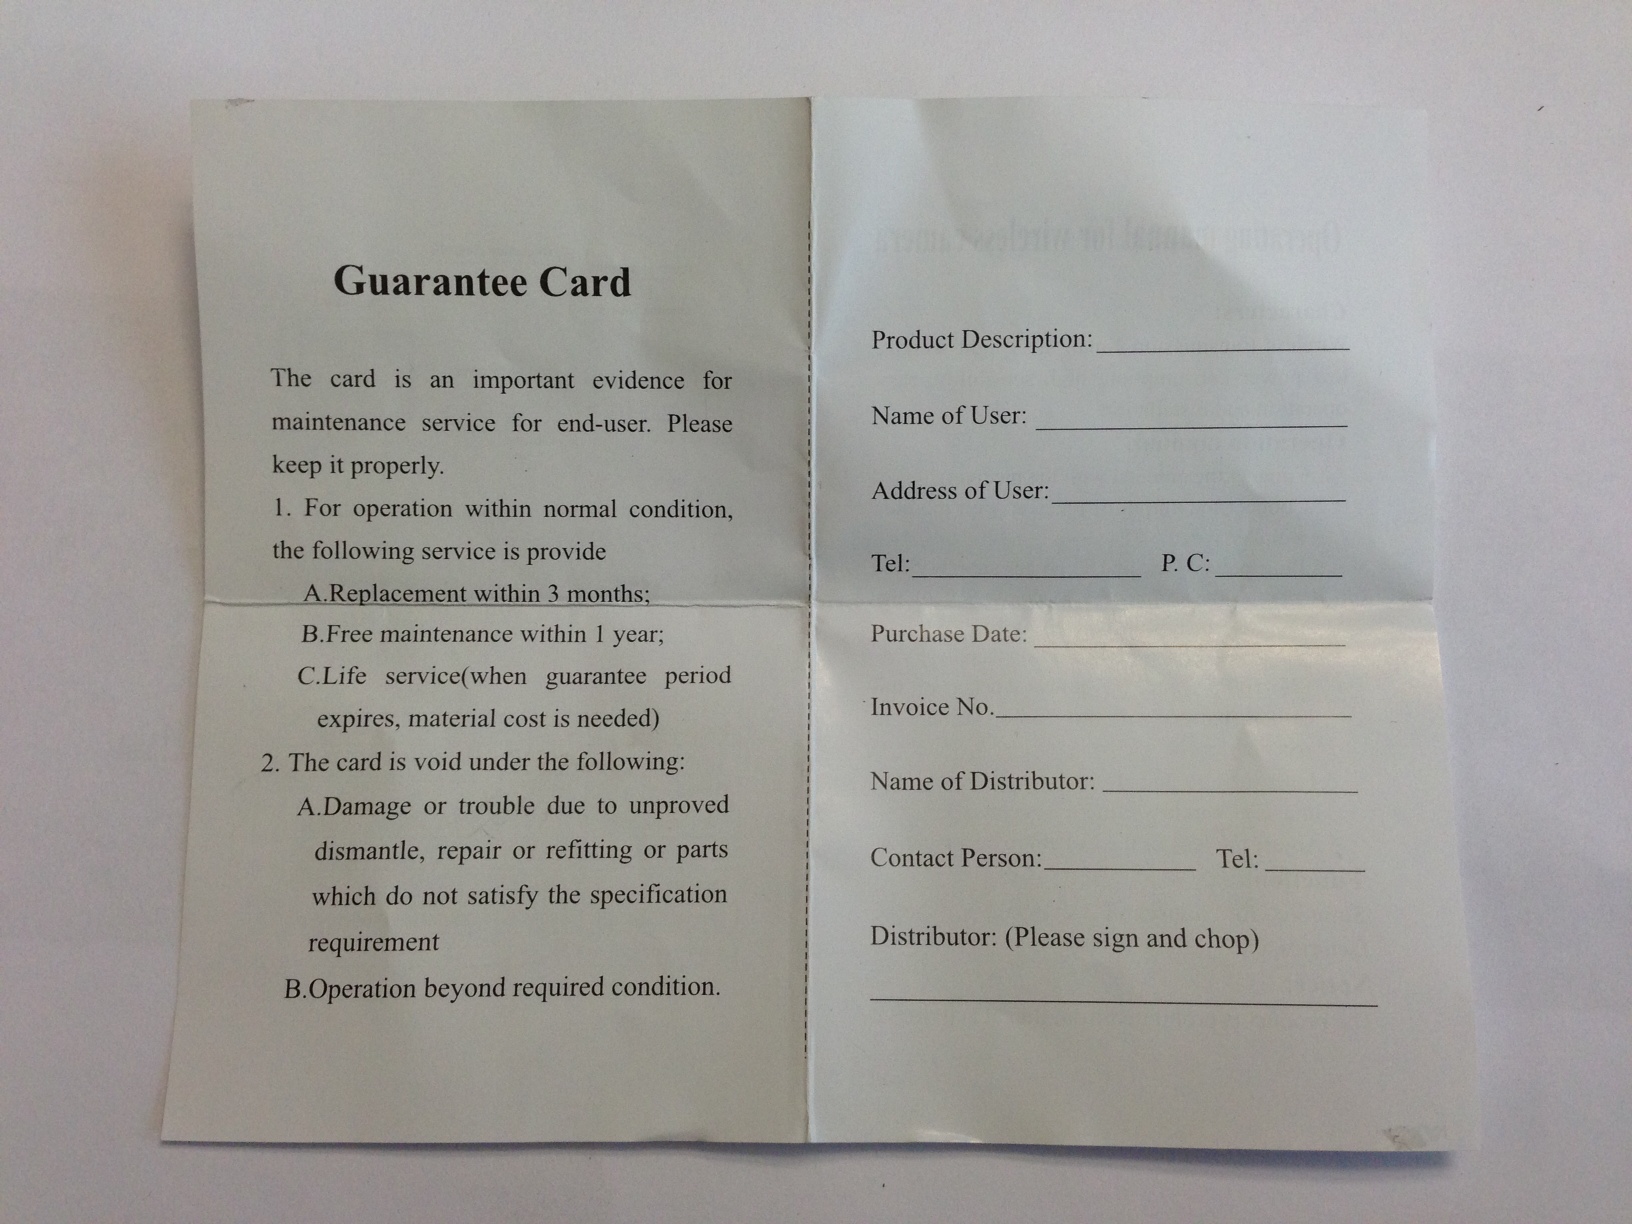 Guarantee Card
The card is an important evidence for
maintenance service for end-user. Please
keep it properly.
1. For operation within normal condition,
the following service is provide
A.Replacement within 3 months;
B.Free maintenance within 1 year;
C.Life service(when guarantee period
expires, material cost is needed)
2. The card is void under the following:
A.Damage or trouble due to unproved
dismantle, repair or refitting or parts
which do not satisfy the specification
requirement
B.Operation beyond required condition.
Operating manual for wireless camera
Product Description:
Name of User:
Address of User:
Tel: P. C:
Purchase Date:
Invoice No.
Name of Distributor:
Contact Person: Tel:
Distributor: (Please sign and chop)